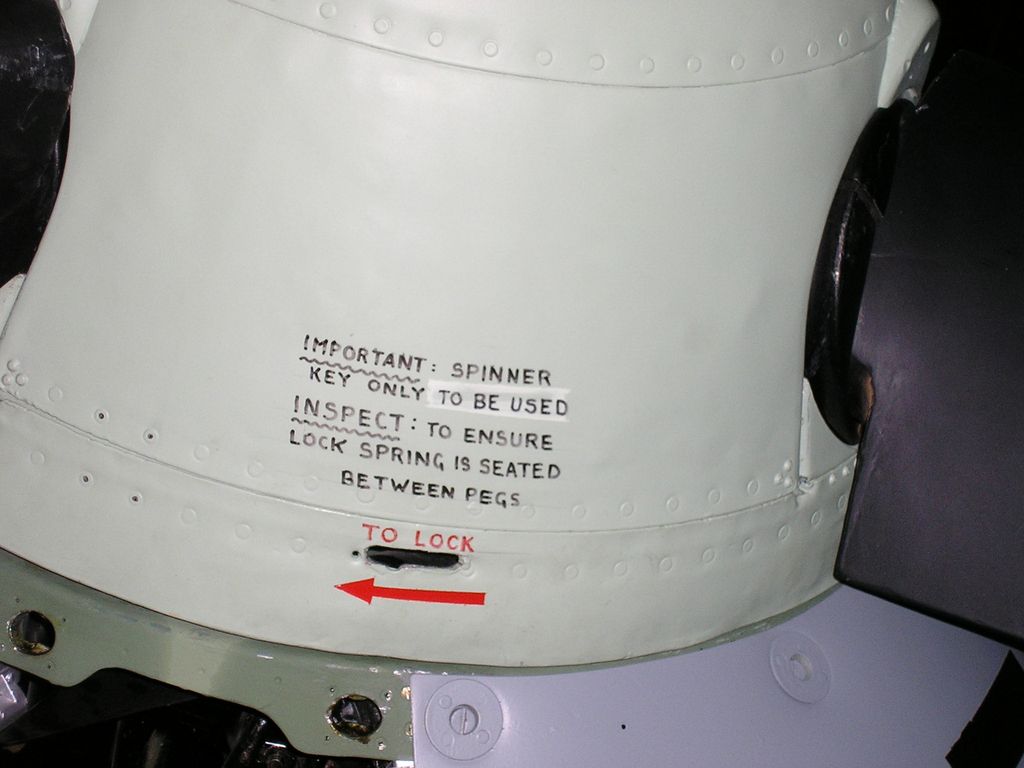 IMPORTANT: SPINNER
KEY ONLY TO BE USED
INSPECT: TO ENSURE
LOCK SPRING IS SEATED
BETWEEN PEGS
TO LOCK